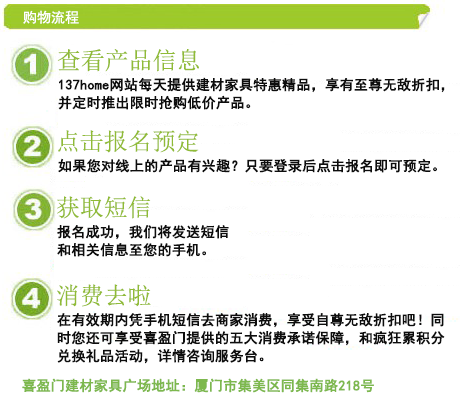 购物流程
1 查看产品信息
137home网站每天提供建材家具特惠精品，享有至尊无敌折扣，
并定时推出限时抢购低价产品。
2 点击报名预定
如果您对线上的产品有兴趣？只要登录后点击报名即可预定。
3 获取短信
报名成功，我们将发送短信
和相关信息至您的手机。
4 消费去啦
在有效期内凭手机短信去商家消费，享受自尊无敌折扣吧！同
时您还可享受喜盈门提供的五大消费承诺保障，和疯狂累积分
兑换礼品活动，详情咨询服务台。
喜盈门建材家具广场地址：厦门市集美区同集南路218号